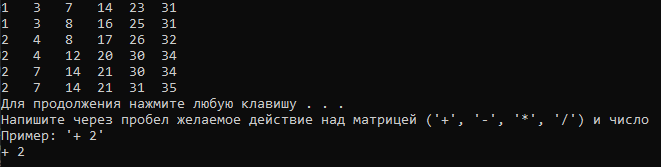 1 3 7 14 23 31
1 3 8 16 25 31
2 4 8 17 26 32
2 4 12 20 30 34
2 7 14 21 30 34
2 7 14 21 31 35
Для продолжения нажмите любую клавишу . . .
Напишите через пробел желаемое действие над матрицей ('+', '-', '*', '/') и число
Пример: '+ 2'
+ 2